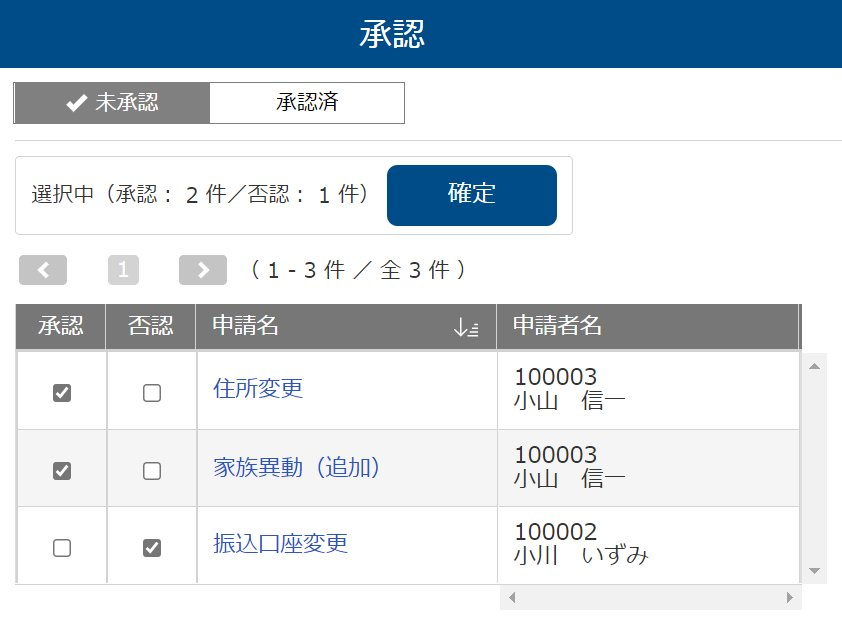 承認
未承認 承認済
選択中（承認： 2 件／否認： 1 件） 確定
1 （ 1 - 3 件 ／ 全 3 件 ）
承認 否認 申請名 申請者名
住所変更 100003
小山　信一
家族異動（追加） 100003
小山　信一
振込口座変更 100002
小川　いずみ